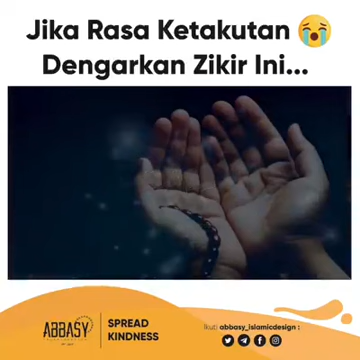 Jika Rasa Ketakutan 😭
Dengarkan Zikir Ini...
ABBASY
SPREAD
KINDNESS
Ikuti abbasy_islamicdesign :